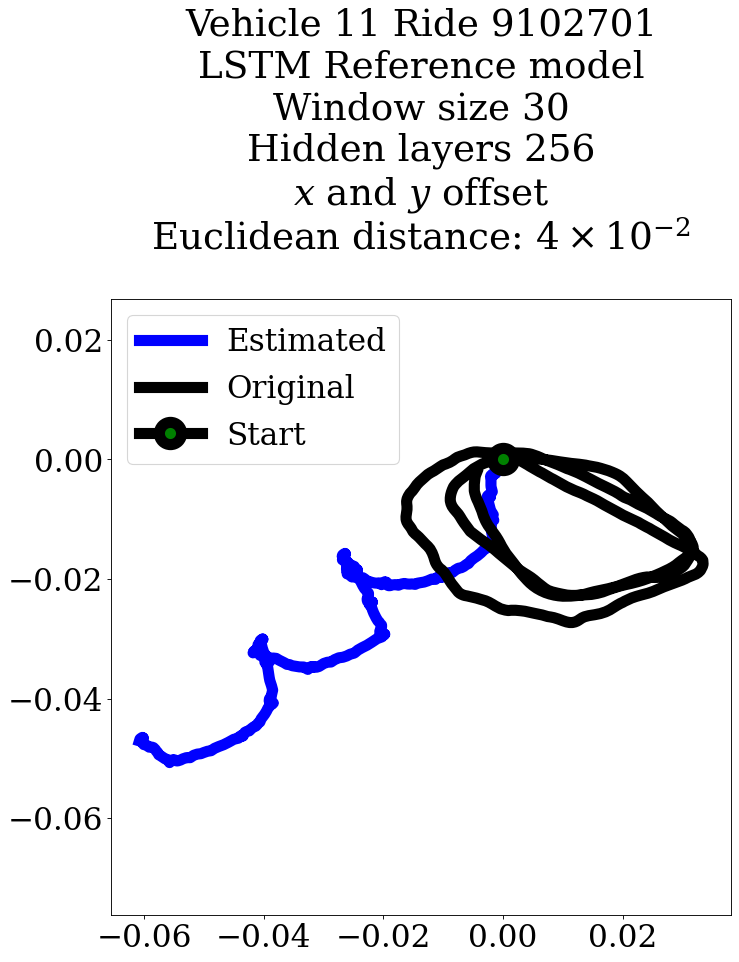 Vehicle 11 Ride 9102701
LSTM Reference model
Window size 30
Hidden layers 256
x and y offset
Euclidean distance: 4 × 10⁻²
Estimated
Original
Start
0.02
0.00
−0.02
−0.04
−0.06
−0.06 −0.04 −0.02 0.00 0.02